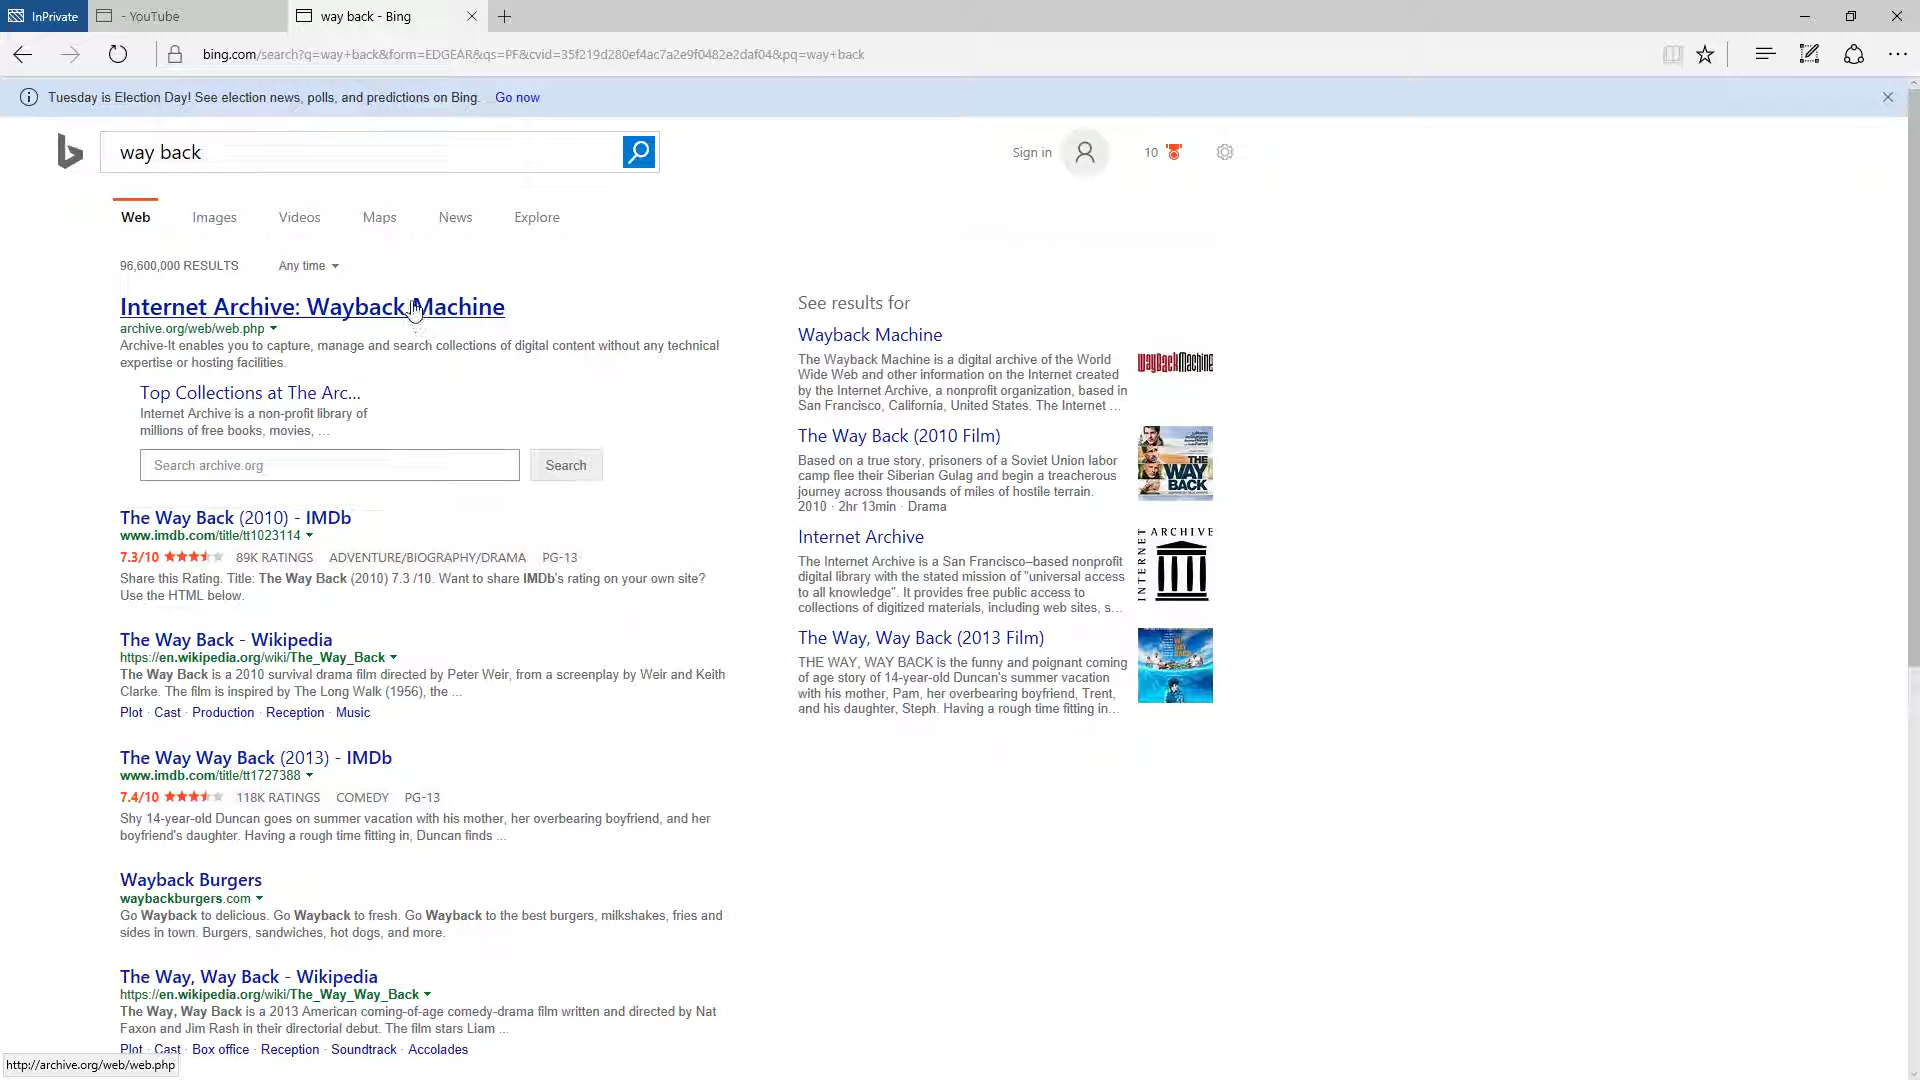 InPrivate
- YouTube
way back - Bing
bing.com/search?q=way+back&form=EDGEAR&qs=PF&cvid=35f219d280ef4ac7a2e9f0482e2daf04&pq=way+back
Tuesday is Election Day! See election news, polls, and predictions on Bing. Go now
way back
Sign in
10
Web Images Videos Maps News Explore
96,600,000 RESULTS Any time
Internet Archive: Wayback Machine
archive.org/web/web.php
Archive-It enables you to capture, manage and search collections of digital content without any technical
expertise or hosting facilities.
Top Collections at The Arc...
Internet Archive is a non-profit library of
millions of free books, movies, ...
Search archive.org
Search
The Way Back (2010) - IMDb
www.imdb.com/title/tt1023114
7.3/10 89K RATINGS ADVENTURE/BIOGRAPHY/DRAMA PG-13
Share this Rating. Title: The Way Back (2010) 7.3 /10. Want to share IMDb's rating on your own site?
Use the HTML below.
The Way Back - Wikipedia
https://en.wikipedia.org/wiki/The_Way_Back
The Way Back is a 2010 survival drama film directed by Peter Weir, from a screenplay by Weir and Keith
Clarke. The film is inspired by The Long Walk (1956), the ...
Plot · Cast · Production · Reception · Music
The Way Way Back (2013) - IMDb
www.imdb.com/title/tt1727388
7.4/10 118K RATINGS COMEDY PG-13
Shy 14-year-old Duncan goes on summer vacation with his mother, her overbearing boyfriend, and her
boyfriend's daughter. Having a rough time fitting in, Duncan finds ...
Wayback Burgers
waybackburgers.com
Go Wayback to delicious. Go Wayback to fresh. Go Wayback to the best burgers, milkshakes, fries and
sides in town. Burgers, sandwiches, hot dogs, and more.
The Way, Way Back - Wikipedia
https://en.wikipedia.org/wiki/The_Way_Way_Back
The Way, Way Back is a 2013 American coming-of-age comedy-drama film written and directed by Nat
Faxon and Jim Rash in their directorial debut. The film stars Liam ...
Plot · Cast · Box office · Reception · Soundtrack · Accolades
http://archive.org/web/web.php
See results for
Wayback Machine
The Wayback Machine is a digital archive of the World
Wide Web and other information on the Internet created
by the Internet Archive, a nonprofit organization, based in
San Francisco, California, United States. The Internet ...
WayBackMachine
The Way Back (2010 Film)
Based on a true story, prisoners of a Soviet Union labor
camp flee their Siberian Gulag and begin a treacherous
journey across thousands of miles of hostile terrain.
2010 · 2hr 13min · Drama
THE
WAY
BACK
Internet Archive
The Internet Archive is a San Francisco–based nonprofit
digital library with the stated mission of "universal access
to all knowledge". It provides free public access to
collections of digitized materials, including web sites, s...
INTERNET ARCHIVE
The Way, Way Back (2013 Film)
THE WAY, WAY BACK is the funny and poignant coming
of age story of 14-year-old Duncan's summer vacation
with his mother, Pam, her overbearing boyfriend, Trent,
and his daughter, Steph. Having a rough time fitting in...